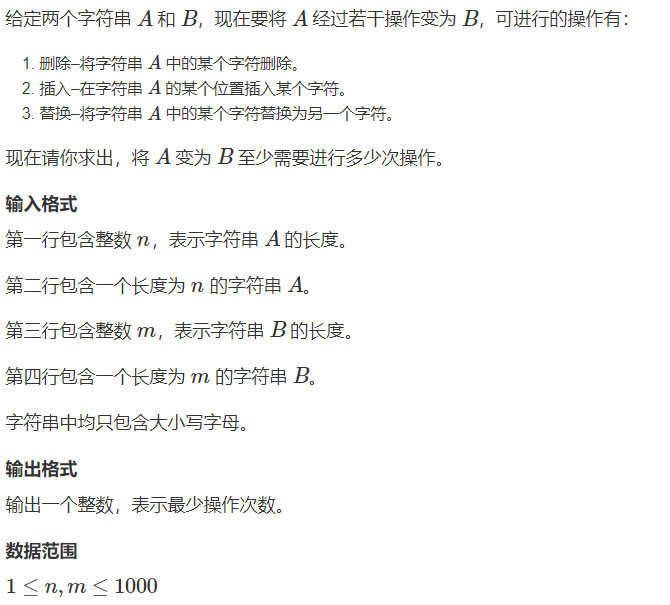 给定两个字符串 A 和 B，现在要将 A 经过若干操作变为 B，可进行的操作有：
1. 删除–将字符串 A 中的某个字符删除。
2. 插入–在字符串 A 的某个位置插入某个字符。
3. 替换–将字符串 A 中的某个字符替换为另一个字符。
现在请你求出，将 A 变为 B 至少需要进行多少次操作。
输入格式
第一行包含整数 n，表示字符串 A 的长度。
第二行包含一个长度为 n 的字符串 A。
第三行包含整数 m，表示字符串 B 的长度。
第四行包含一个长度为 m 的字符串 B。
字符串中均只包含大小写字母。
输出格式
输出一个整数，表示最少操作次数。
数据范围
1 ≤ n, m ≤ 1000